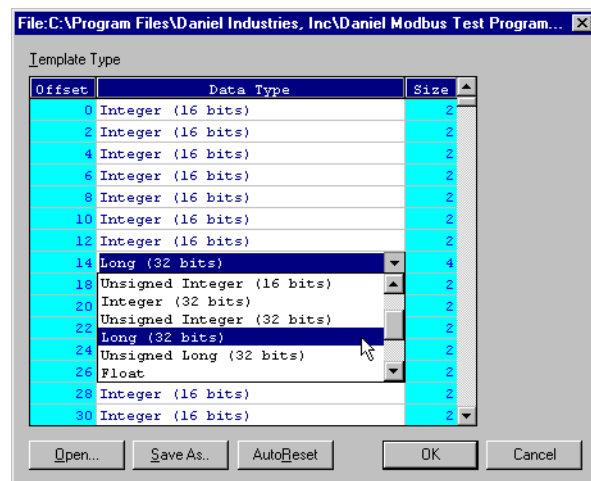 File:C:\Program Files\Daniel Industries, Inc\Daniel Modbus Test Program...
Template Type
Offset Data Type Size
0 Integer (16 bits) 2
2 Integer (16 bits) 2
4 Integer (16 bits) 2
6 Integer (16 bits) 2
8 Integer (16 bits) 2
10 Integer (16 bits) 2
12 Integer (16 bits) 2
14 Long (32 bits) 4
18 Unsigned Integer (16 bits) 2
20 Integer (32 bits) 2
Unsigned Integer (32 bits)
22 Long (32 bits) 2
24 Unsigned Long (32 bits) 2
26 Float 2
28 Integer (16 bits) 2
30 Integer (16 bits) 2
Open... Save As.. AutoReset OK Cancel